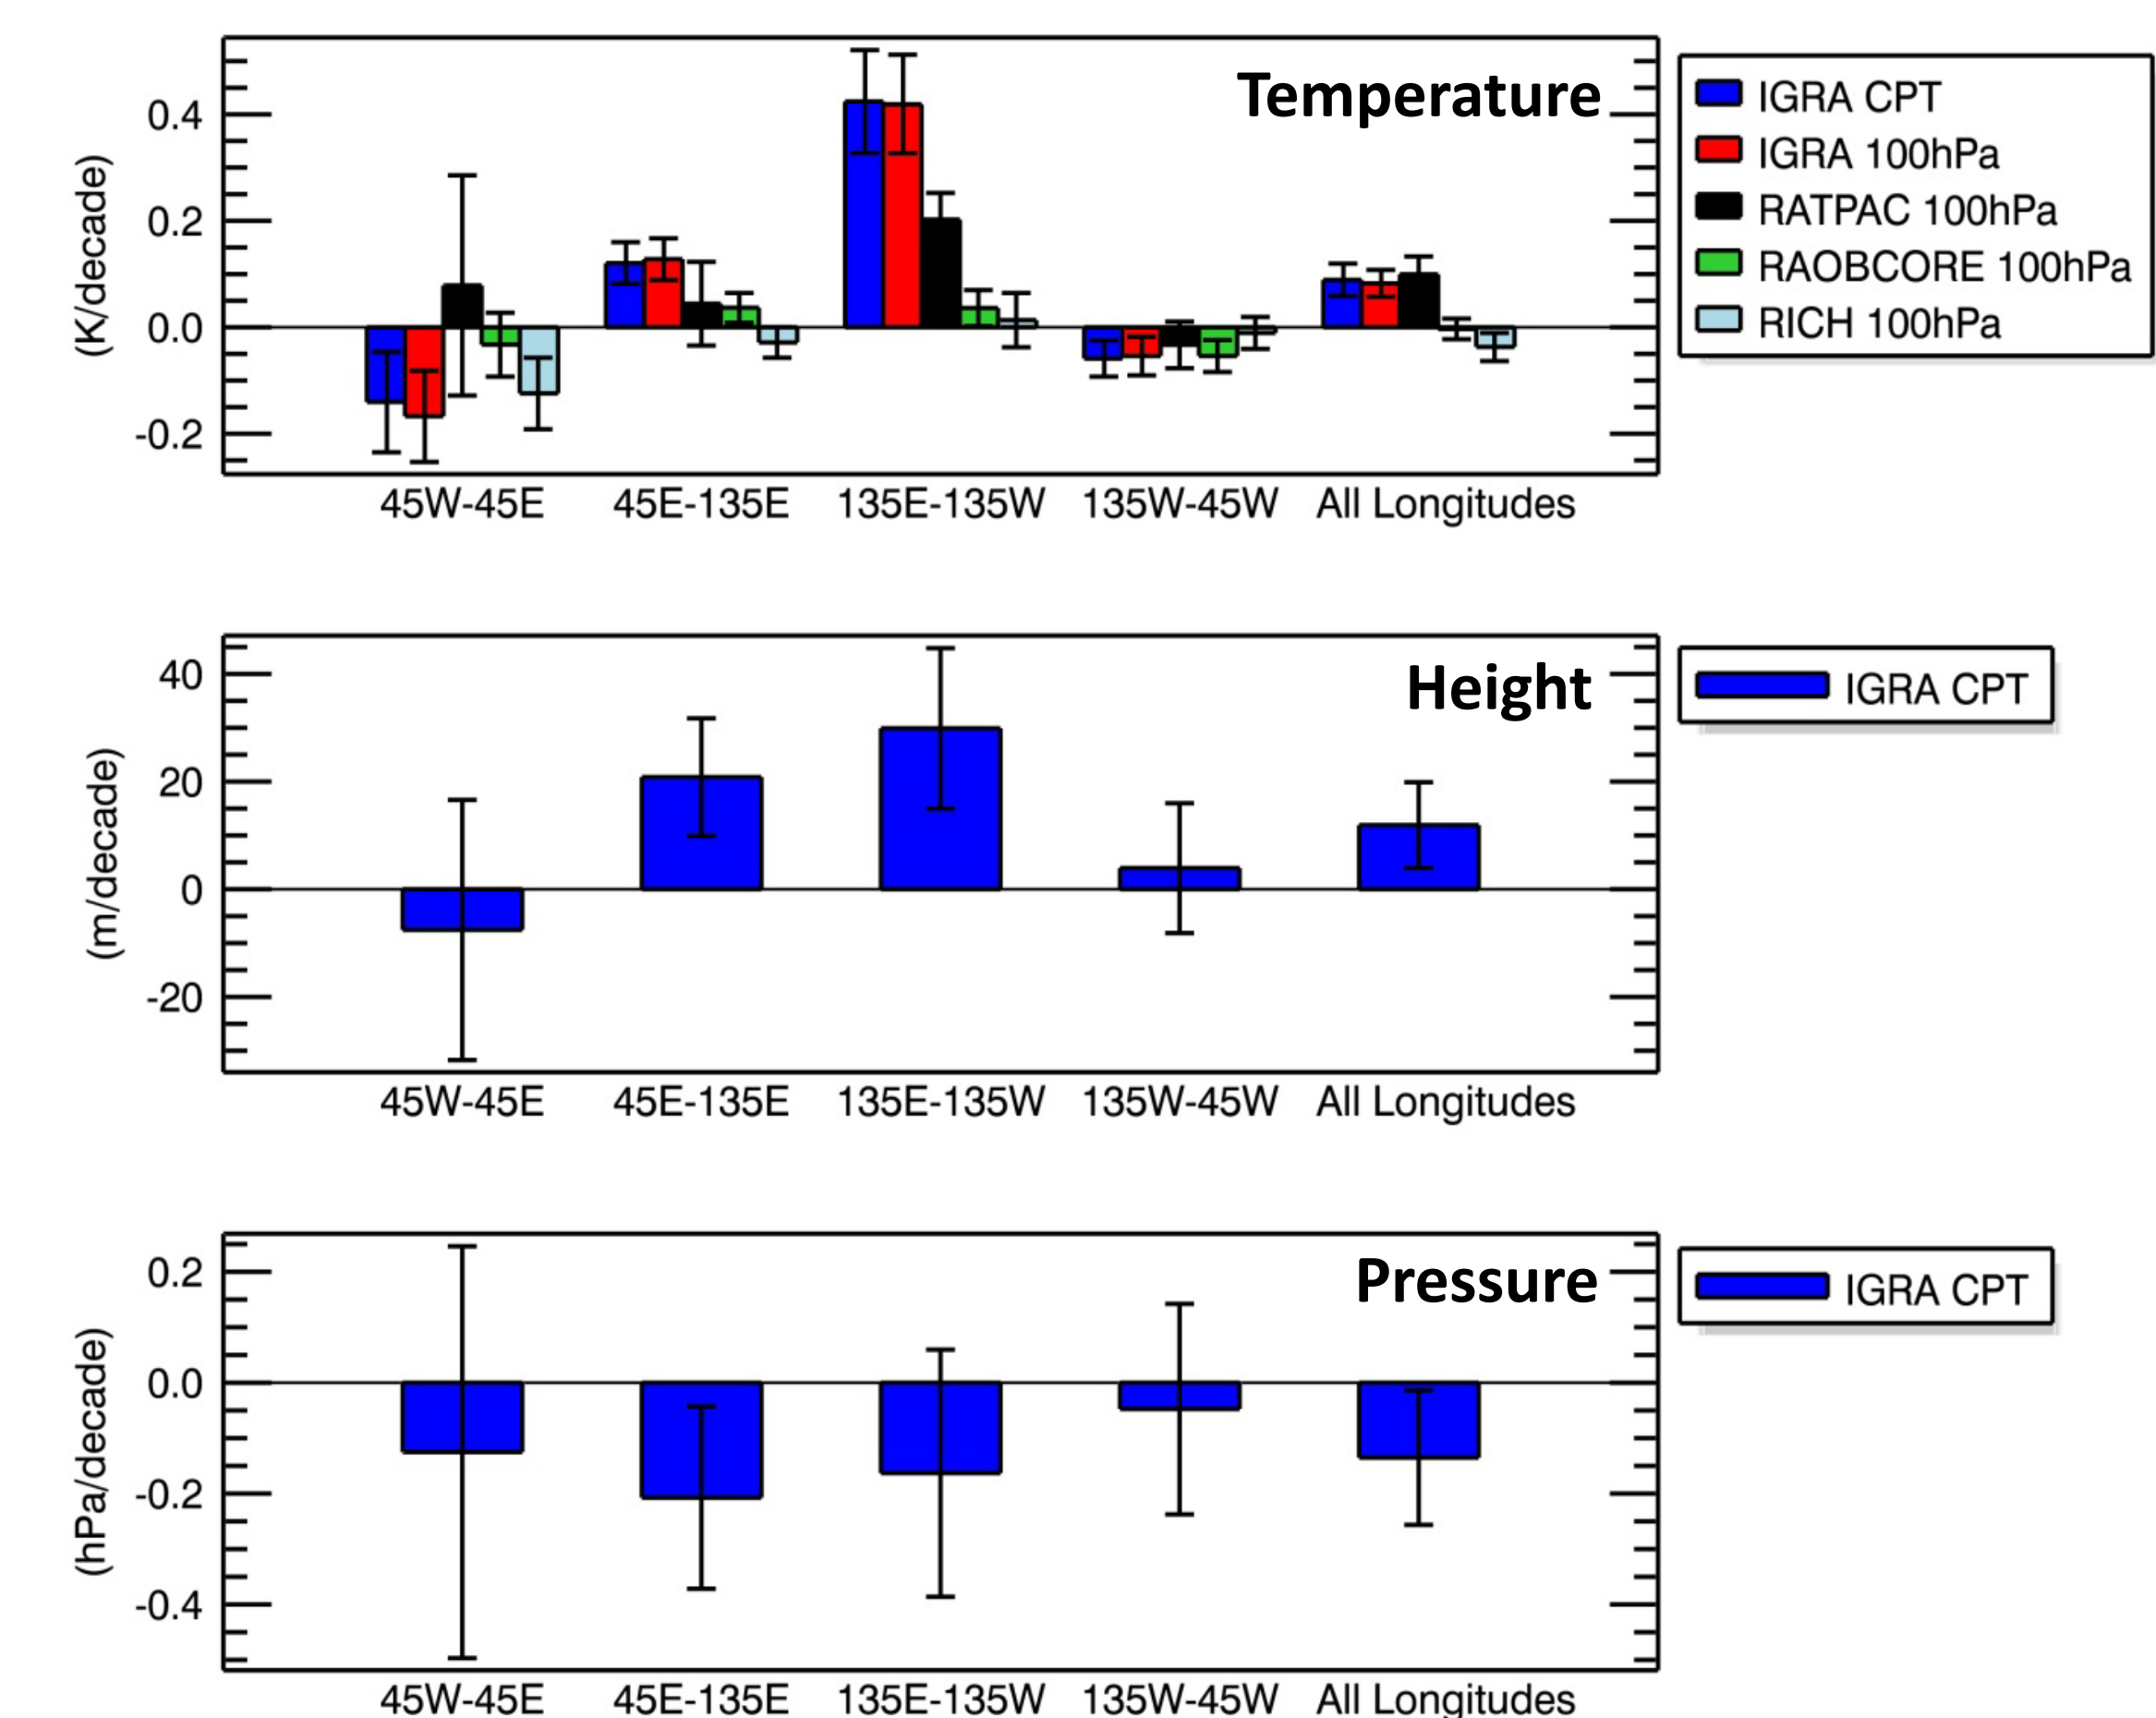 Temperature
(K/decade)
0.4
0.2
0.0
-0.2
45W-45E 45E-135E 135E-135W 135W-45W All Longitudes
IGRA CPT
IGRA 100hPa
RATPAC 100hPa
RAOBCORE 100hPa
RICH 100hPa
Height
(m/decade)
40
20
0
-20
45W-45E 45E-135E 135E-135W 135W-45W All Longitudes
IGRA CPT
Pressure
(hPa/decade)
0.2
0.0
-0.2
-0.4
45W-45E 45E-135E 135E-135W 135W-45W All Longitudes
IGRA CPT